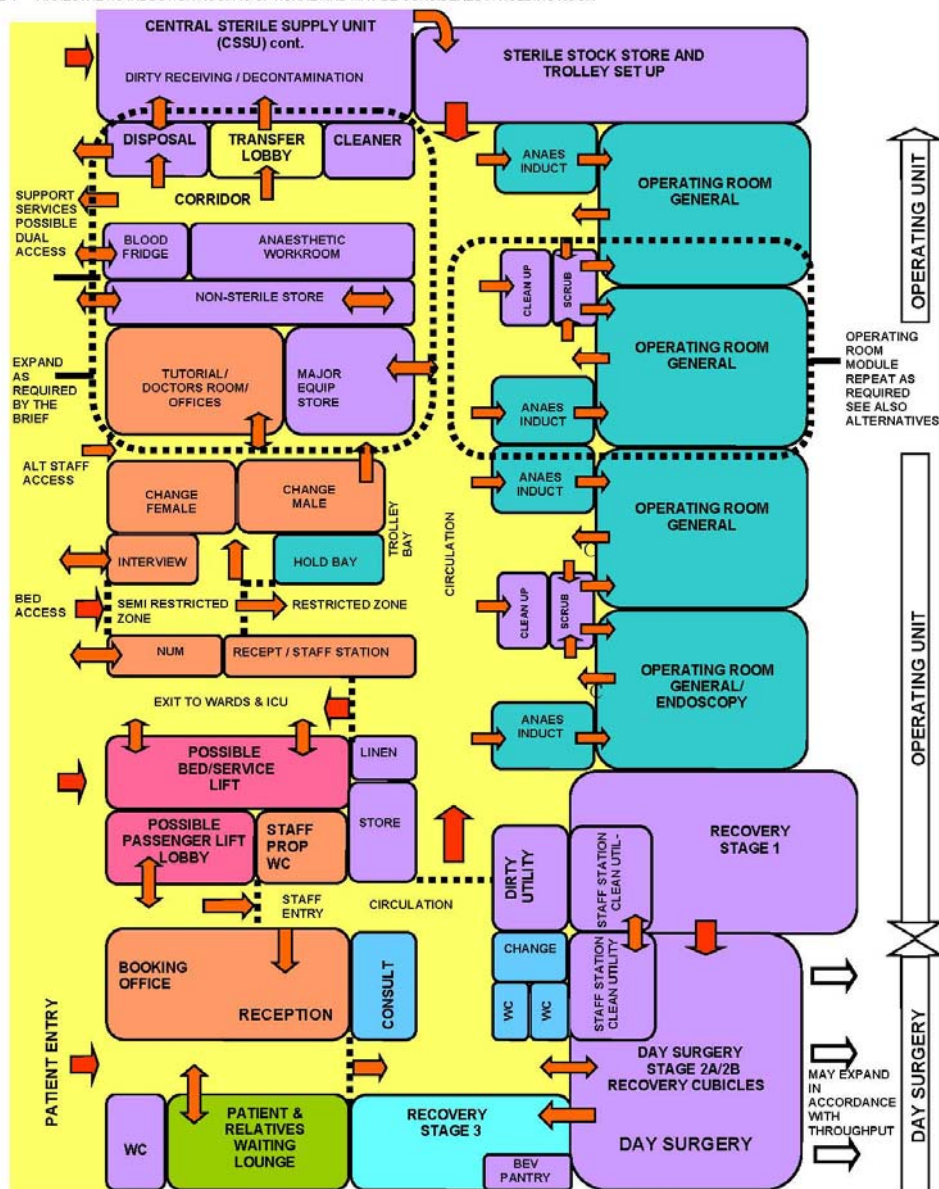 CENTRAL STERILE SUPPLY UNIT
(CSSU) cont.
DIRTY RECEIVING / DECONTAMINATION
STERILE STOCK STORE AND
TROLLEY SET UP
DISPOSAL
TRANSFER
LOBBY
CLEANER
CORRIDOR
SUPPORT
SERVICES
POSSIBLE
DUAL
ACCESS
BLOOD
FRIDGE
ANAESTHETIC
WORKROOM
NON-STERILE STORE
EXPAND
AS
REQUIRED
BY THE
BRIEF
TUTORIAL/
DOCTORS ROOM/
OFFICES
MAJOR
EQUIP
STORE
ALT STAFF
ACCESS
CHANGE
FEMALE
CHANGE
MALE
TROLLEY
BAY
INTERVIEW
HOLD BAY
BED
ACCESS
SEMI RESTRICTED
ZONE
RESTRICTED ZONE
NUM
RECEPT / STAFF STATION
EXIT TO WARDS & ICU
POSSIBLE
BED/SERVICE
LIFT
LINEN
STORE
POSSIBLE
PASSENGER LIFT
LOBBY
STAFF
PROP
WC
STAFF
ENTRY
CIRCULATION
CIRCULATION
BOOKING
OFFICE
RECEPTION
CONSULT
PATIENT ENTRY
WC
PATIENT &
RELATIVES
WAITING
LOUNGE
RECOVERY
STAGE 3
BEV
PANTRY
ANAES
INDUCT
OPERATING ROOM
GENERAL
CLEAN UP
SCRUB
OPERATING ROOM
GENERAL
ANAES
INDUCT
ANAES
INDUCT
OPERATING ROOM
GENERAL
CLEAN UP
SCRUB
OPERATING ROOM
GENERAL/
ENDOSCOPY
ANAES
INDUCT
RECOVERY
STAGE 1
DIRTY
UTILITY
STAFF STATION
CLEAN UTIL-
CHANGE
WC
WC
STAFF STATION
CLEAN UTILITY
DAY SURGERY
STAGE 2A/2B
RECOVERY CUBICLES
DAY SURGERY
OPERATING UNIT
OPERATING
ROOM
MODULE
REPEAT AS
REQUIRED
SEE ALSO
ALTERNATIVES
OPERATING UNIT
MAY EXPAND
IN
ACCORDANCE
WITH
THROUGHPUT
DAY SURGERY